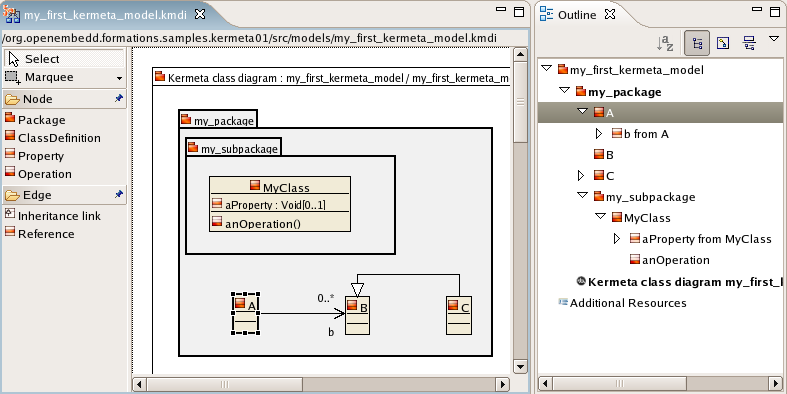 my_first_kermeta_model.kmdi
/org.openembedd.formations.samples.kermeta01/src/models/my_first_kermeta_model.kmdi
Select
Marquee
Node
Package
ClassDefinition
Property
Operation
Edge
Inheritance link
Reference
Kermeta class diagram : my_first_kermeta_model / my_first_kermeta_m
my_package
my_subpackage
MyClass
aProperty : Void[0..1]
anOperation()
A
0..*
b
B
C
Outline
az
my_first_kermeta_model
my_package
A
b from A
B
C
my_subpackage
MyClass
aProperty from MyClass
anOperation
Kermeta class diagram my_first_
Additional Resources